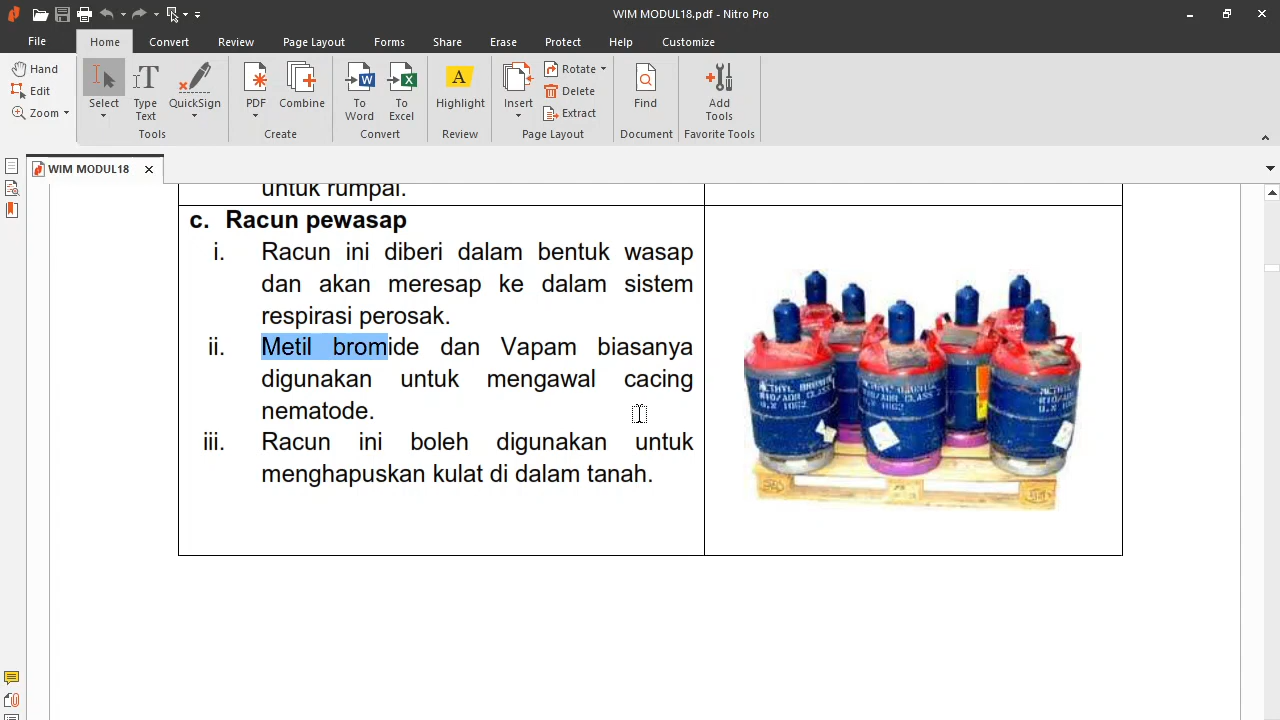 WIM MODUL18.pdf - Nitro Pro
File Home Convert Review Page Layout Forms Share Erase Protect Help Customize
Hand
Edit
Zoom
Select
Type Text
QuickSign
Tools
PDF
Combine
Create
To Word
To Excel
Convert
Highlight
Review
Insert
Rotate
Delete
Extract
Page Layout
Find
Document
Add Tools
Favorite Tools
WIM MODUL18
untuk rumpai.
c. Racun pewasap
i. Racun ini diberi dalam bentuk wasap
dan akan meresap ke dalam sistem
respirasi perosak.
ii. Metil bromide dan Vapam biasanya
digunakan untuk mengawal cacing
nematode.
iii. Racun ini boleh digunakan untuk
menghapuskan kulat di dalam tanah.